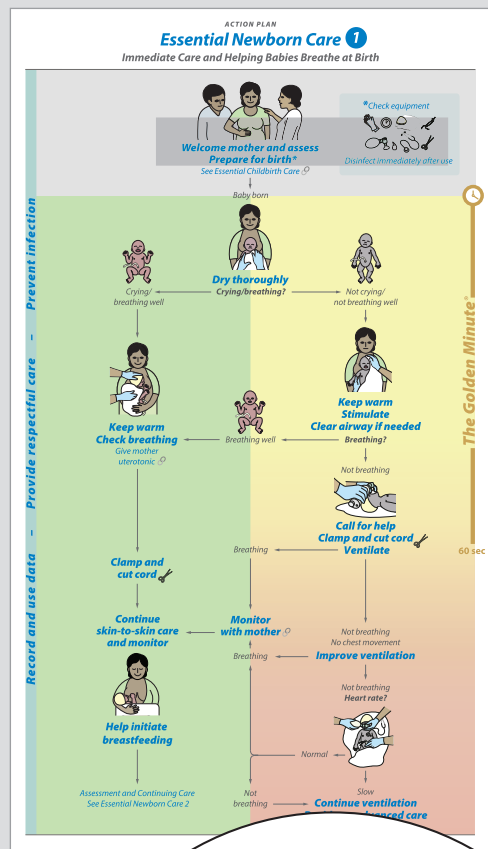 ACTION PLAN
Essential Newborn Care 1
Immediate Care and Helping Babies Breathe at Birth
*Check equipment
Disinfect immediately after use
Welcome mother and assess
Prepare for birth*
See Essential Childbirth Care
Baby born
Dry thoroughly
Crying/breathing?
Crying/
breathing well
Not crying/
not breathing well
Keep warm
Stimulate
Clear airway if needed
Breathing?
Keep warm
Check breathing
Give mother
uterotonic
Breathing well
Not breathing
Call for help
Clamp and cut cord
Ventilate
Breathing
Clamp and
cut cord
Continue
skin-to-skin care
and monitor
Monitor
with mother
Not breathing
No chest movement
Breathing
Improve ventilation
Not breathing
Heart rate?
Help initiate
breastfeeding
Normal
Assessment and Continuing Care
See Essential Newborn Care 2
Not
breathing
Slow
Continue ventilation
care
Prevent infection – Provide respectful care – Record and use data
The Golden Minute®
60 sec